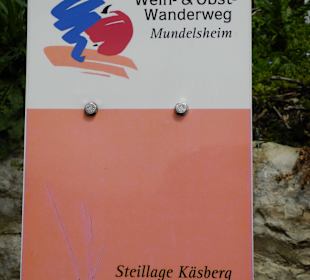 Wein- & Obst-
Wanderweg
Mundelsheim
Steillage Käsberg